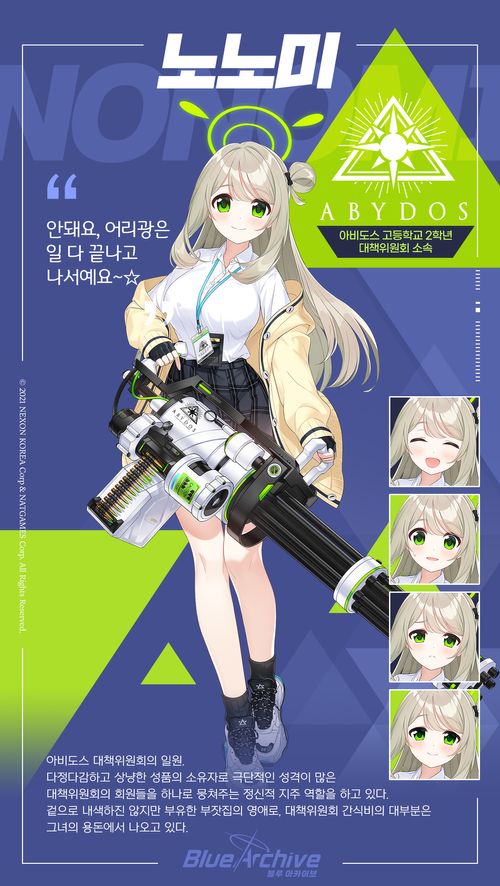 노노미
NONOMI
ABYDOS
아비도스 고등학교 2학년
대책위원회 소속
“
안돼요, 어리광은
일 다 끝나고
나서예요~☆
ABYDOS
© 2021 NEXON KOREA Corp & NATGAMES Corp. All Rights Reserved.
아비도스 대책위원회의 일원.
다정다감하고 상냥한 성품의 소유자로 극단적인 성격이 많은
대책위원회의 회원들을 하나로 뭉쳐주는 정신적 지주 역할을 하고 있다.
겉으로 내색하진 않지만 부유한 부잣집의 영애로, 대책위원회 간식비의 대부분은
그녀의 용돈에서 나오고 있다.
Blue Archive
블루 아카이브